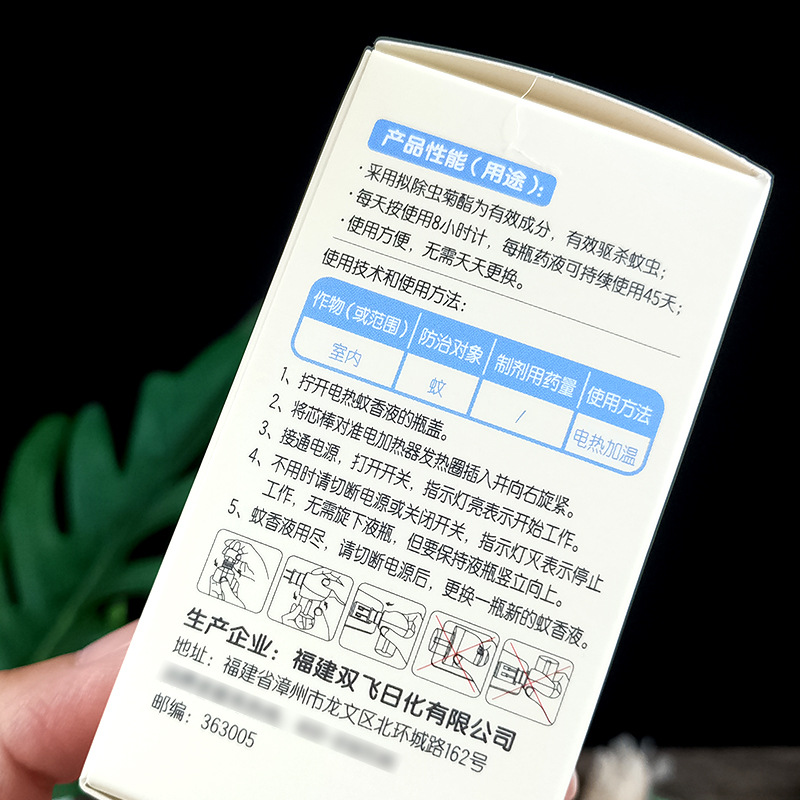 产品性能（用途）：
·采用拟除虫菊酯为有效成分，有效驱杀蚊虫；
·每天按使用8小时计，每瓶药液可持续使用45天；
·使用方便，无需天天更换。
使用技术和使用方法：
作物（或范围） 防治对象 制剂用药量 使用方法
室内 蚊 / 电热加温
1、拧开电热蚊香液的瓶盖。
2、将芯棒对准电加热器发热圈插入并向右旋紧。
3、接通电源，打开开关，指示灯亮表示开始工作。
4、不用时请切断电源或关闭开关，指示灯灭表示停止
工作，无需旋下液瓶，但要保持液瓶竖立向上。
5、蚊香液用尽，请切断电源后，更换一瓶新的蚊香液。
生产企业：福建双飞日化有限公司
地址：福建省漳州市龙文区北环城路162号
邮编：363005